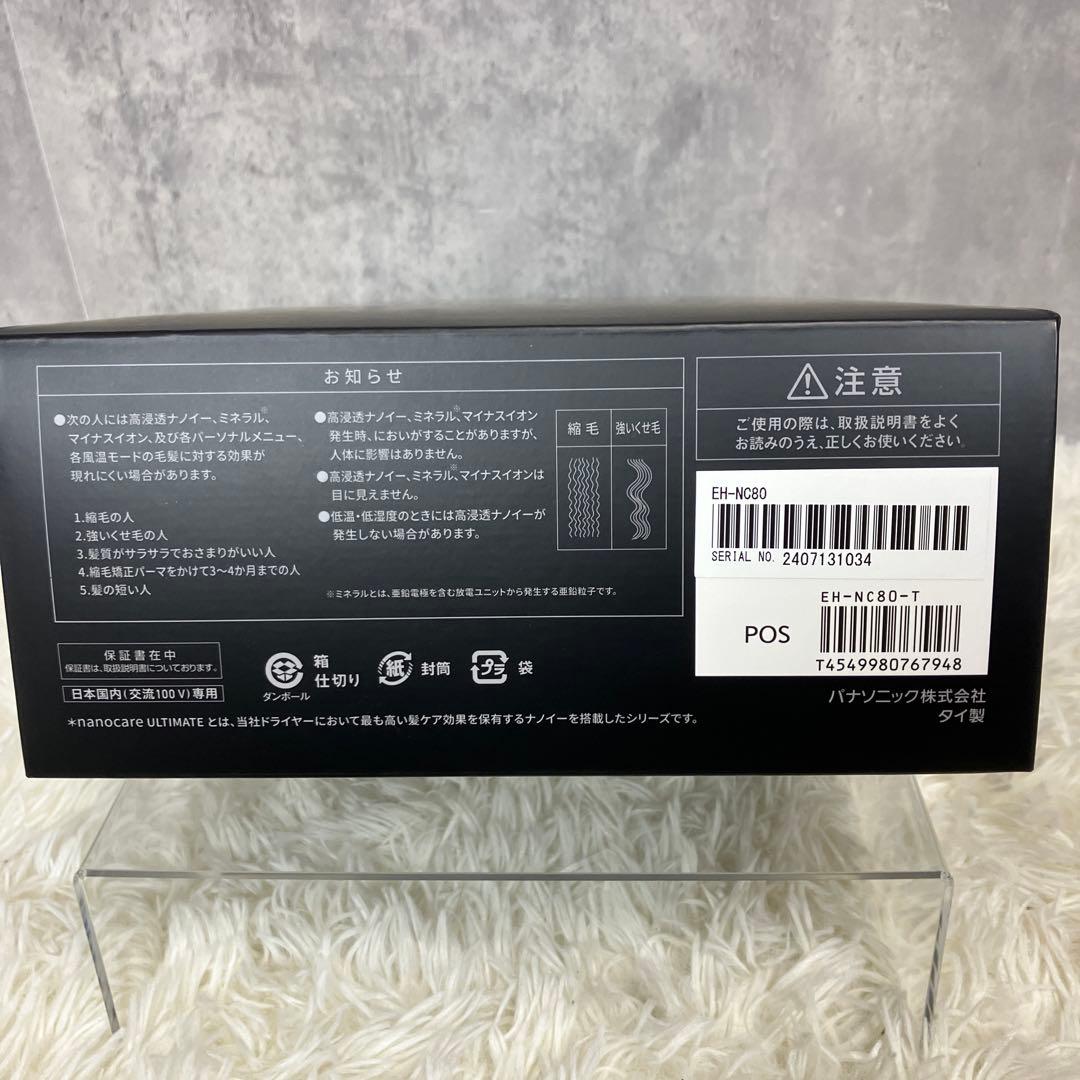 お知らせ
●次の人には高浸透ナノイー、ミネラル※、
マイナスイオン、及び各パーソナルメニュー、
各風温モードの毛髪に対する効果が
現れにくい場合があります。
1.縮毛の人
2.強いくせ毛の人
3.髪質がサラサラでおさまりがいい人
4.縮毛矯正パーマをかけて3〜4か月までの人
5.髪の短い人
●高浸透ナノイー、ミネラル※、マイナスイオン
発生時、においがすることがありますが、
人体に影響はありません。
●高浸透ナノイー、ミネラル※、マイナスイオンは
目に見えません。
●低温・低湿度のときには高浸透ナノイーが
発生しない場合があります。
縮毛 強いくせ毛
※ミネラルとは、亜鉛電極を含む放電ユニットから発生する亜鉛粒子です。
注意
ご使用の際は、取扱説明書をよく
お読みのうえ、正しくお使いください。
EH-NC80
SERIAL NO. 2407131034
EH-NC80-T
POS
T4549980767948
パナソニック株式会社
タイ製
保証書在中
保証書は、取扱説明書についております。
日本国内(交流100V)専用
ダンボール
箱
仕切り
紙 封筒
プラ 袋
*nanocare ULTIMATE とは、当社ドライヤーにおいて最も高い髪ケア効果を保有するナノイーを搭載したシリーズです。